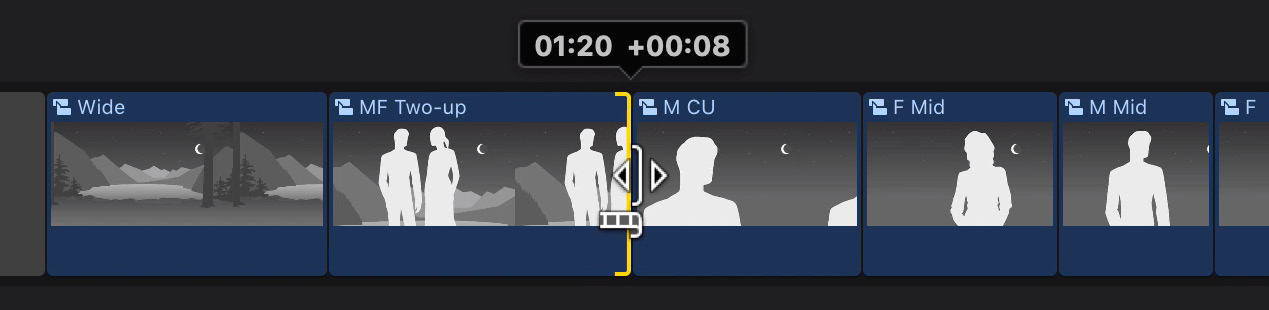 01:20 +00:08
Wide
MF Two-up
M CU
F Mid
M Mid
F